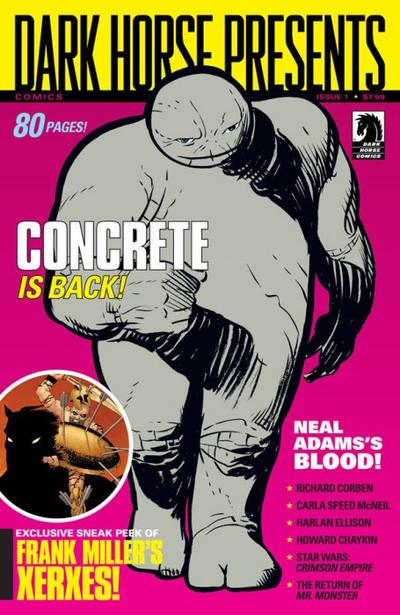 DARK HORSE PRESENTS
COMICS
ISSUE 1 • $7.99
80 PAGES!
DARK
HORSE
COMICS
CONCRETE
IS BACK!
NEAL
ADAMS'S
BLOOD!
★ RICHARD CORBEN
★ CARLA SPEED McNEIL
★ HARLAN ELLISON
★ HOWARD CHAYKIN
★ STAR WARS:
CRIMSON EMPIRE
★ THE RETURN OF
MR. MONSTER
EXCLUSIVE SNEAK PEEK OF
FRANK MILLER'S
XERXES!